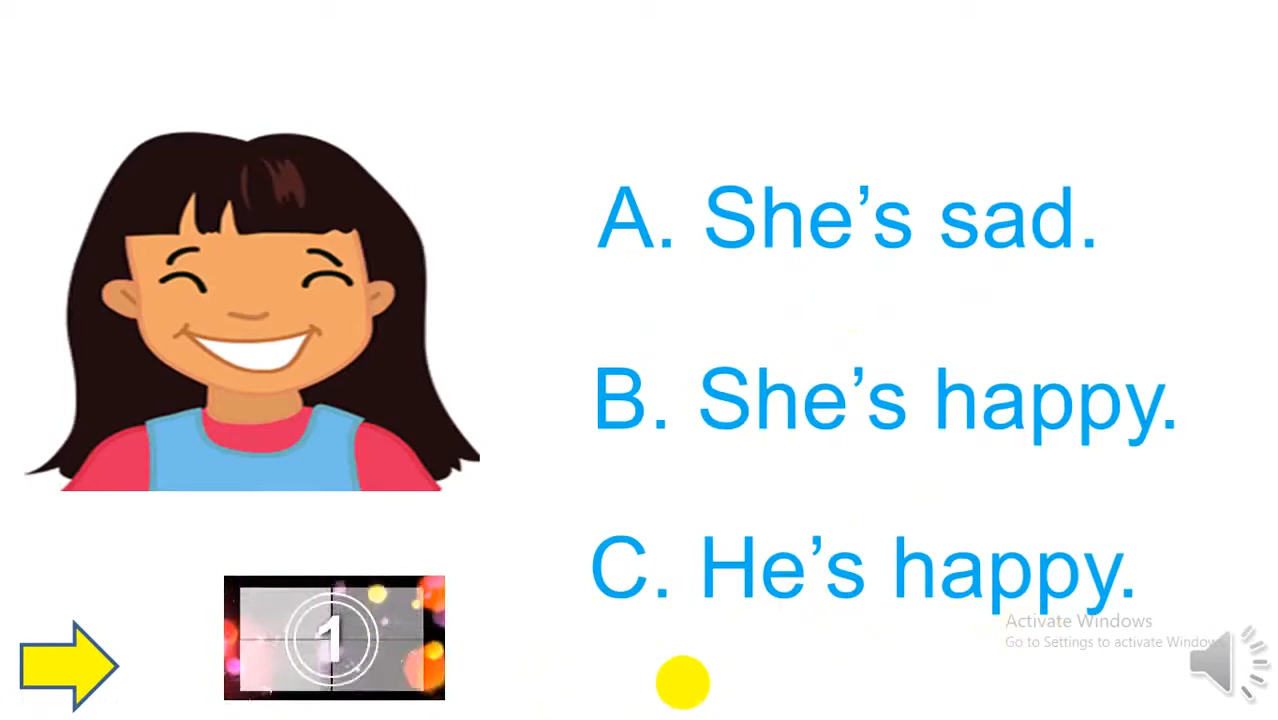 A. She's sad.
B. She's happy.
C. He's happy.
Activate Windows
Go to Settings to activate Windows.
1